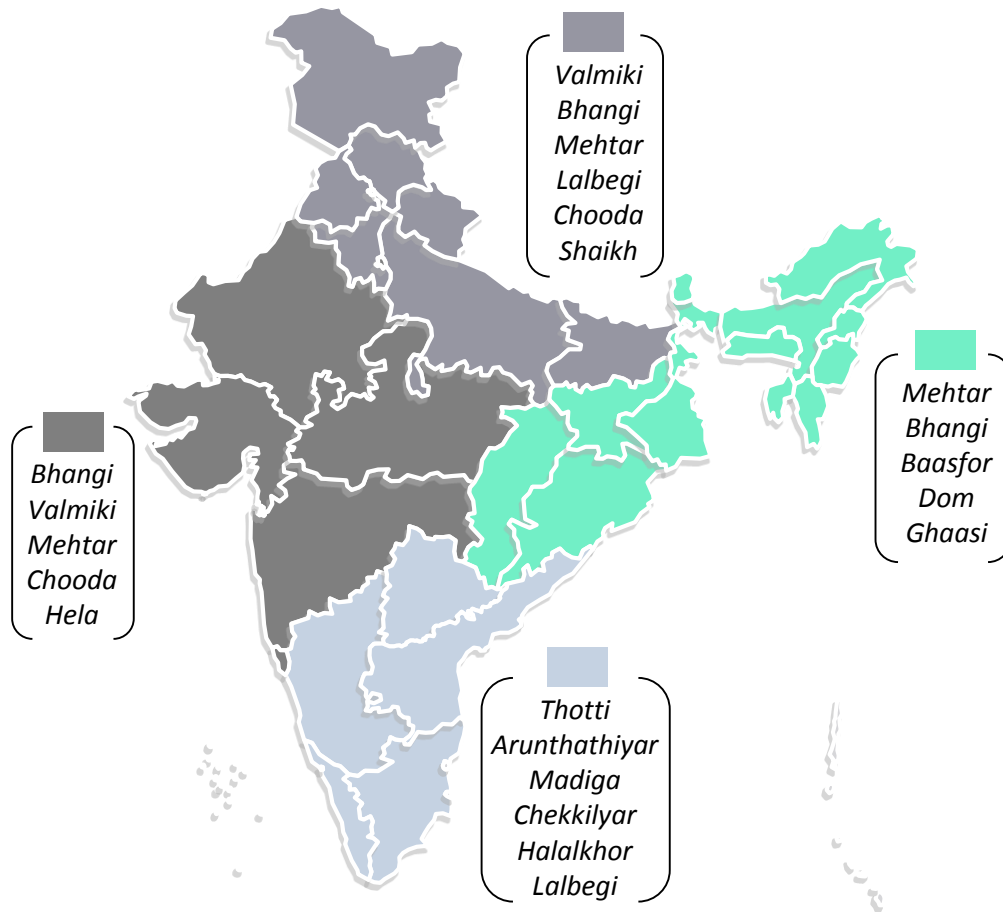 Valmiki
Bhangi
Mehtar
Lalbegi
Chooda
Shaikh
Mehtar
Bhangi
Baasfor
Dom
Ghaasi
Bhangi
Valmiki
Mehtar
Chooda
Hela
Thotti
Arunthathiyar
Madiga
Chekkilyar
Halalkhor
Lalbegi